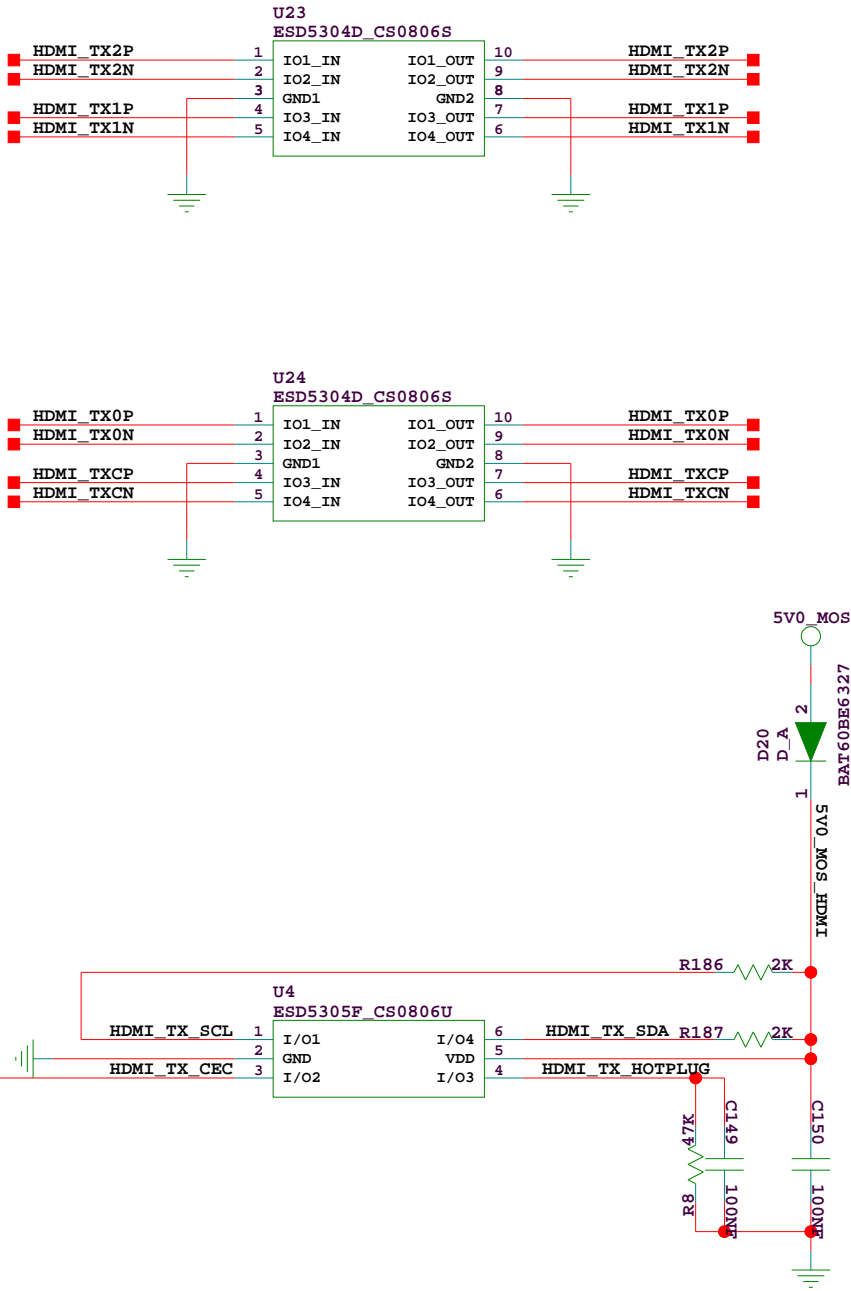 U23
ESD5304D_CS0806S
HDMI_TX2P 1 IO1_IN IO1_OUT 10 HDMI_TX2P
HDMI_TX2N 2 IO2_IN IO2_OUT 9 HDMI_TX2N
3 GND1 GND2 8
HDMI_TX1P 4 IO3_IN IO3_OUT 7 HDMI_TX1P
HDMI_TX1N 5 IO4_IN IO4_OUT 6 HDMI_TX1N
U24
ESD5304D_CS0806S
HDMI_TX0P 1 IO1_IN IO1_OUT 10 HDMI_TX0P
HDMI_TX0N 2 IO2_IN IO2_OUT 9 HDMI_TX0N
3 GND1 GND2 8
HDMI_TXCP 4 IO3_IN IO3_OUT 7 HDMI_TXCP
HDMI_TXCN 5 IO4_IN IO4_OUT 6 HDMI_TXCN
5V0_MOS
2
D20
D_A
BAT60BE6327
1
5V0_MOS_HDMI
R186 2K
U4
ESD5305F_CS0806U
HDMI_TX_SCL 1 I/O1 I/O4 6 HDMI_TX_SDA R187 2K
2 GND VDD 5
HDMI_TX_CEC 3 I/O2 I/O3 4 HDMI_TX_HOTPLUG
47K
R8
C149
100NF
C150
100NF